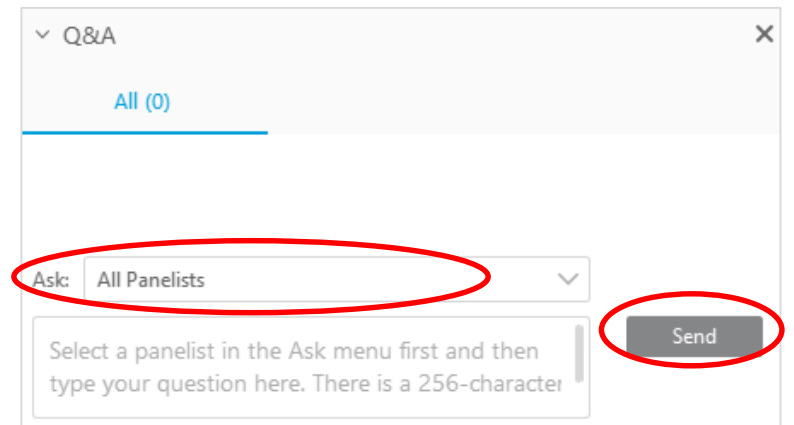 Q&A
All (0)
Ask: All Panelists
Send
Select a panelist in the Ask menu first and then
type your question here. There is a 256-character